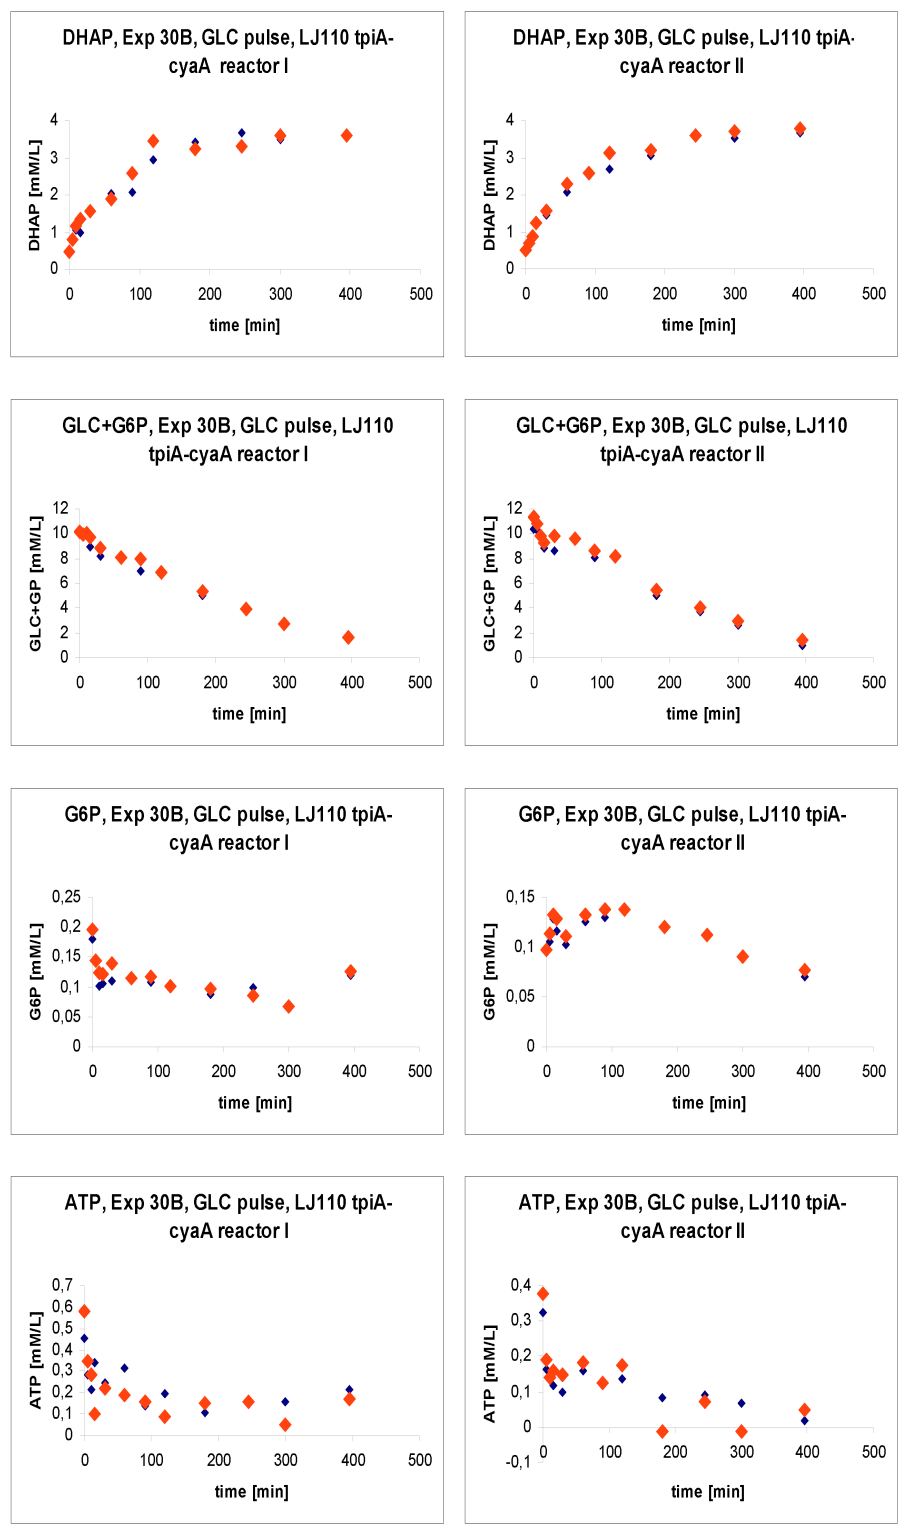 DHAP, Exp 30B, GLC pulse, LJ110 tpiA-
cyaA reactor I
DHAP [mM/L]
4
3
2
1
0
0 100 200 300 400 500
time [min]
DHAP, Exp 30B, GLC pulse, LJ110 tpiA-
cyaA reactor II
DHAP [mM/L]
4
3
2
1
0
0 100 200 300 400 500
time [min]
GLC+G6P, Exp 30B, GLC pulse, LJ110
tpiA-cyaA reactor I
GLC+GP [mM/L]
12
10
8
6
4
2
0
0 100 200 300 400 500
time [min]
GLC+G6P, Exp 30B, GLC pulse, LJ110
tpiA-cyaA reactor II
GLC+GP [mM/L]
12
10
8
6
4
2
0
0 100 200 300 400 500
time [min]
G6P, Exp 30B, GLC pulse, LJ110 tpiA-
cyaA reactor I
G6P [mM/L]
0,25
0,2
0,15
0,1
0,05
0
0 100 200 300 400 500
time [min]
G6P, Exp 30B, GLC pulse, LJ110 tpiA-
cyaA reactor II
G6P [mM/L]
0,15
0,1
0,05
0
0 100 200 300 400 500
time [min]
ATP, Exp 30B, GLC pulse, LJ110 tpiA-
cyaA reactor I
ATP [mM/L]
0,7
0,6
0,5
0,4
0,3
0,2
0,1
0
0 100 200 300 400 500
time [min]
ATP, Exp 30B, GLC pulse, LJ110 tpiA-
cyaA reactor II
ATP [mM/L]
0,4
0,3
0,2
0,1
0
-0,1
0 100 200 300 400 500
time [min]